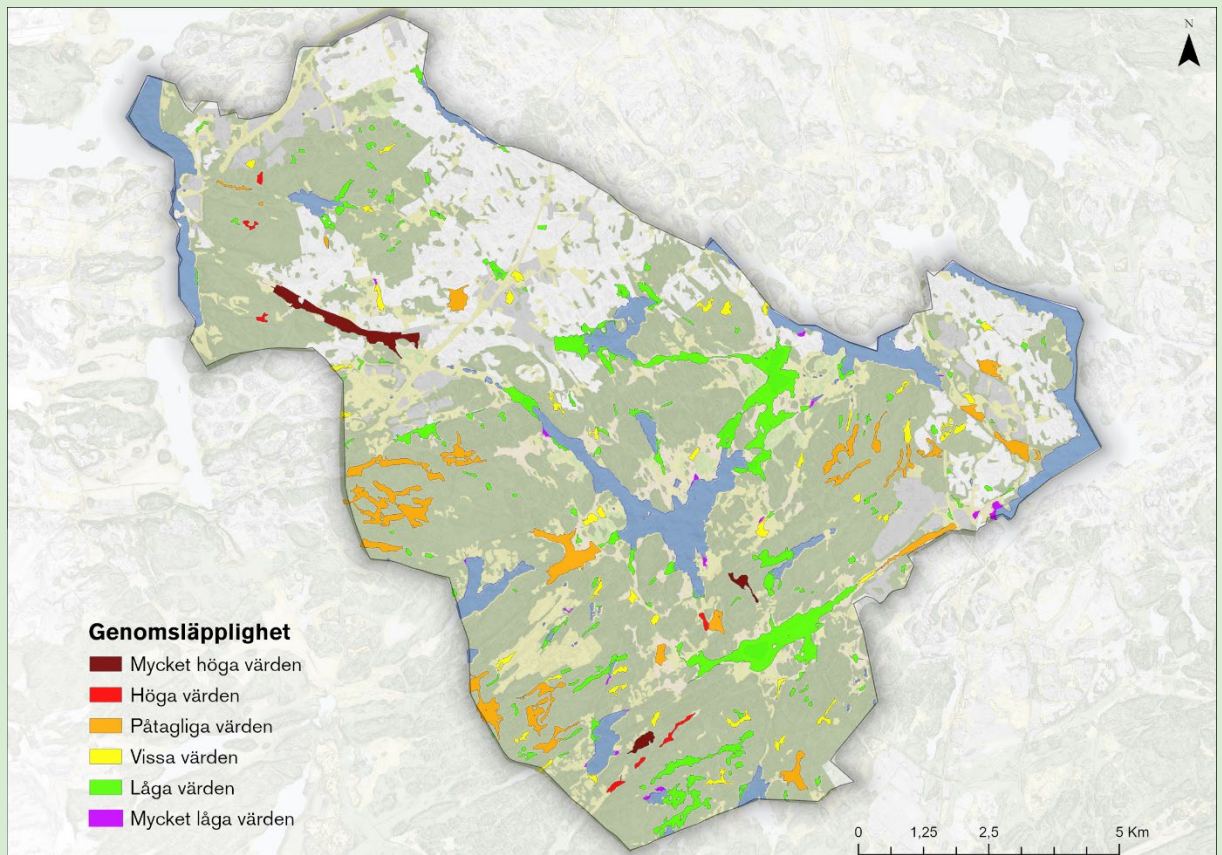 N
Genomsläpplighet
Mycket höga värden
Höga värden
Påtagliga värden
Vissa värden
Låga värden
Mycket låga värden
0 1,25 2,5 5 Km